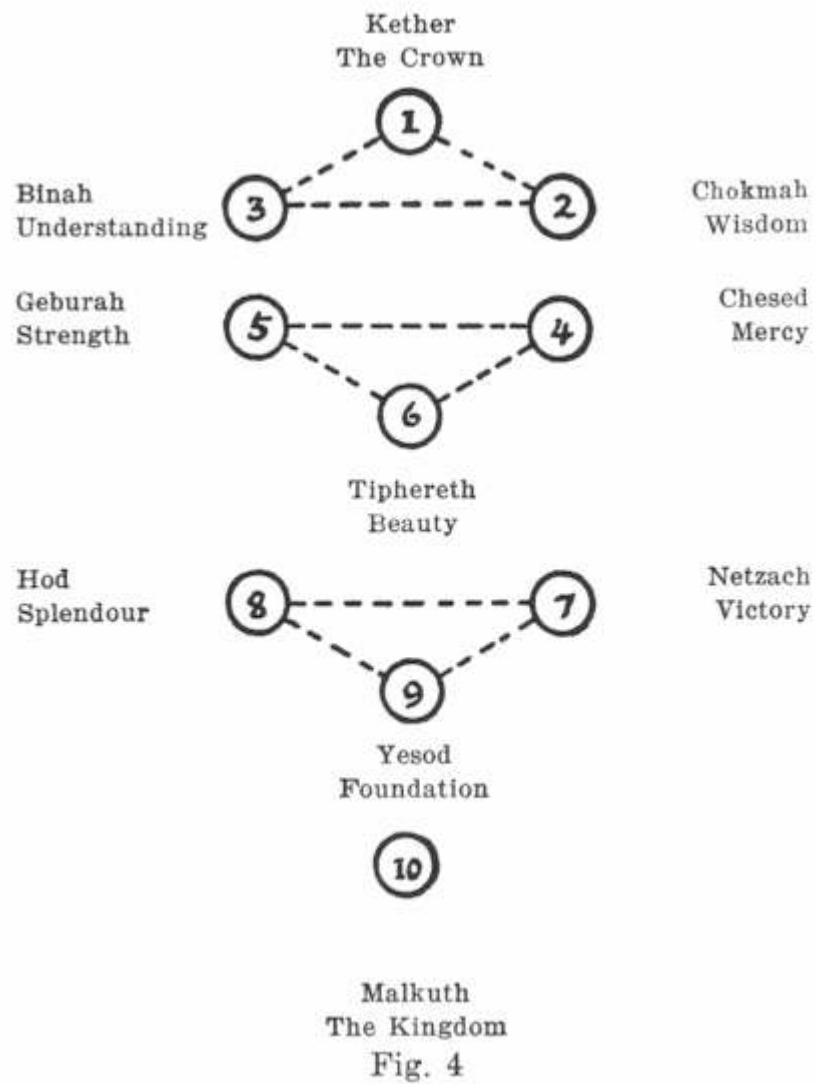 Kether
The Crown
1
Binah
Understanding
3
2
Chokmah
Wisdom
Geburah
Strength
5
4
Chesed
Mercy
6
Tiphereth
Beauty
Hod
Splendour
8
7
Netzach
Victory
9
Yesod
Foundation
10
Malkuth
The Kingdom
Fig. 4